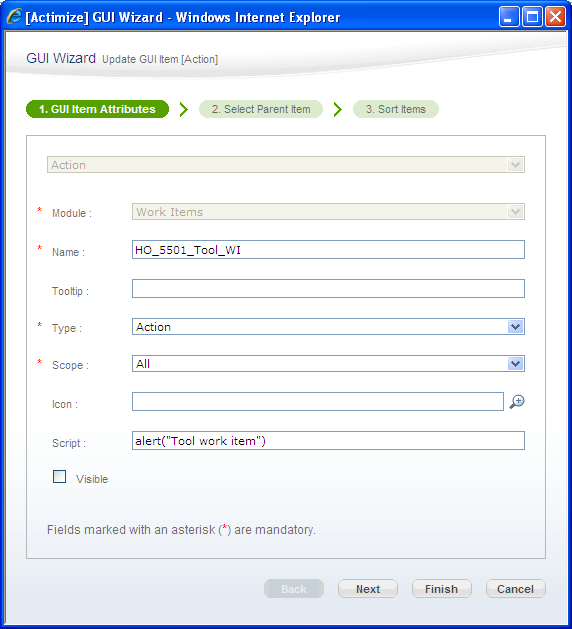 [Actimize] GUI Wizard - Windows Internet Explorer
GUI Wizard Update GUI Item [Action]
1. GUI Item Attributes 2. Select Parent Item 3. Sort Items
Action
* Module : Work Items
* Name : HO_5501_Tool_WI
Tooltip :
* Type : Action
* Scope : All
Icon :
Script : alert("Tool work item")
Visible
Fields marked with an asterisk (*) are mandatory.
Back Next Finish Cancel